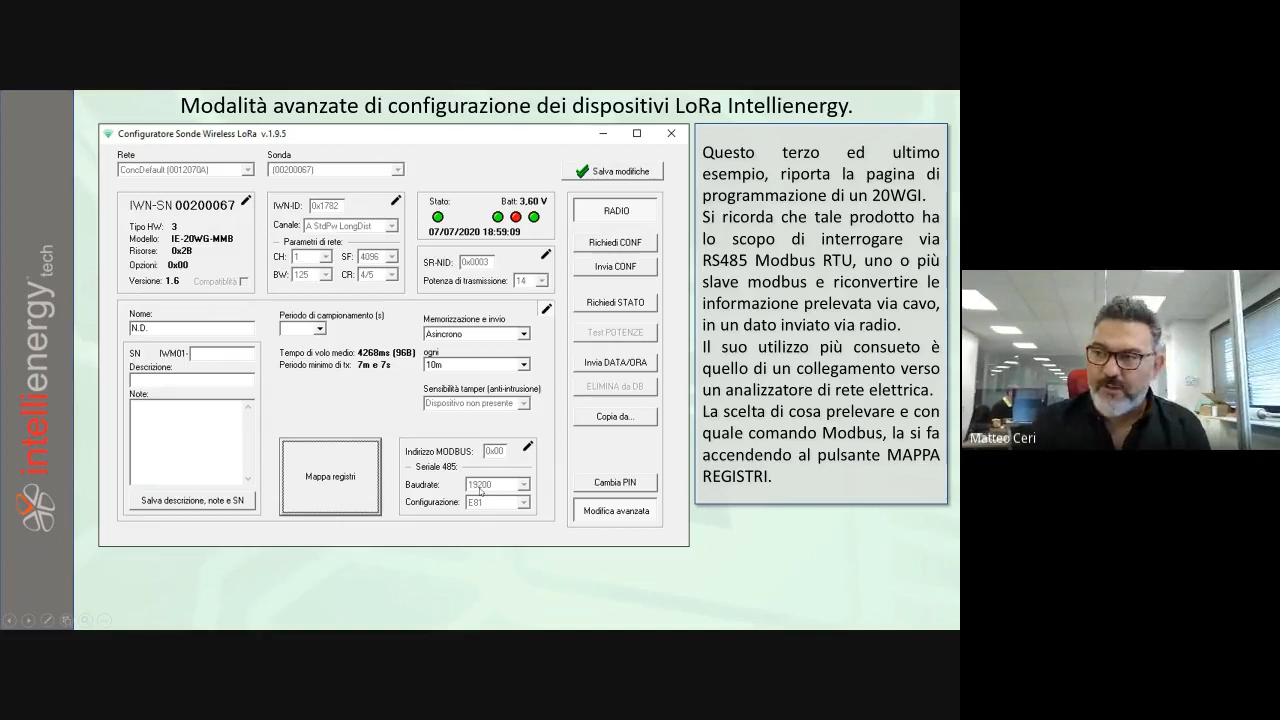 Modalità avanzate di configurazione dei dispositivi LoRa Intellienergy.
intellienergy tech
Configuratore Sonde Wireless LoRa v.1.9.5
Rete
ConcDefault (0012070A)
Sonda
(00200067)
Salva modifiche
IWN-SN 00200067
Tipo HW: 3
Modello: IE-20WG-MMB
Risorse: 0x2B
Opzioni: 0x00
Versione: 1.6 Compatiblità
IWN-ID: 0x1782
Canale: A StdPw LongDist
Parametri di rete:
CH: 1 SF: 4096
BW: 125 CR: 4/5
Stato: Batt: 3,60 V
07/07/2020 18:59:09
SR-NID: 0x0003
Potenza di trasmissione: 14
RADIO
Richiedi CONF
Invia CONF
Richiedi STATO
Test POTENZE
Invia DATA/ORA
ELIMINA da DB
Copia da...
Cambia PIN
Modifica avanzata
Nome:
N.D.
SN IWM01-
Descrizione:
Note:
Salva descrizione, note e SN
Periodo di campionamento (s)
Tempo di volo medio: 4268ms (96B)
Periodo minimo di tx: 7m e 7s
Memorizzazione e invio
Asincrono
ogni
10m
Sensibilità tamper (anti-intrusione)
Dispositivo non presente
Mappa registri
Indirizzo MODBUS: 0x00
Seriale 485:
Baudrate: 19200
Configurazione: E81
Questo terzo ed ultimo
esempio, riporta la pagina di
programmazione di un 20WGI.
Si ricorda che tale prodotto ha
lo scopo di interrogare via
RS485 Modbus RTU, uno o più
slave modbus e riconvertire le
informazione prelevata via cavo,
in un dato inviato via radio.
Il suo utilizzo più consueto è
quello di un collegamento verso
un analizzatore di rete elettrica.
La scelta di cosa prelevare e con
quale comando Modbus, la si fa
accendendo al pulsante MAPPA
REGISTRI.
Matteo Ceri